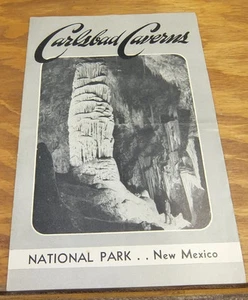 Carlsbad Caverns
NATIONAL PARK . . New Mexico